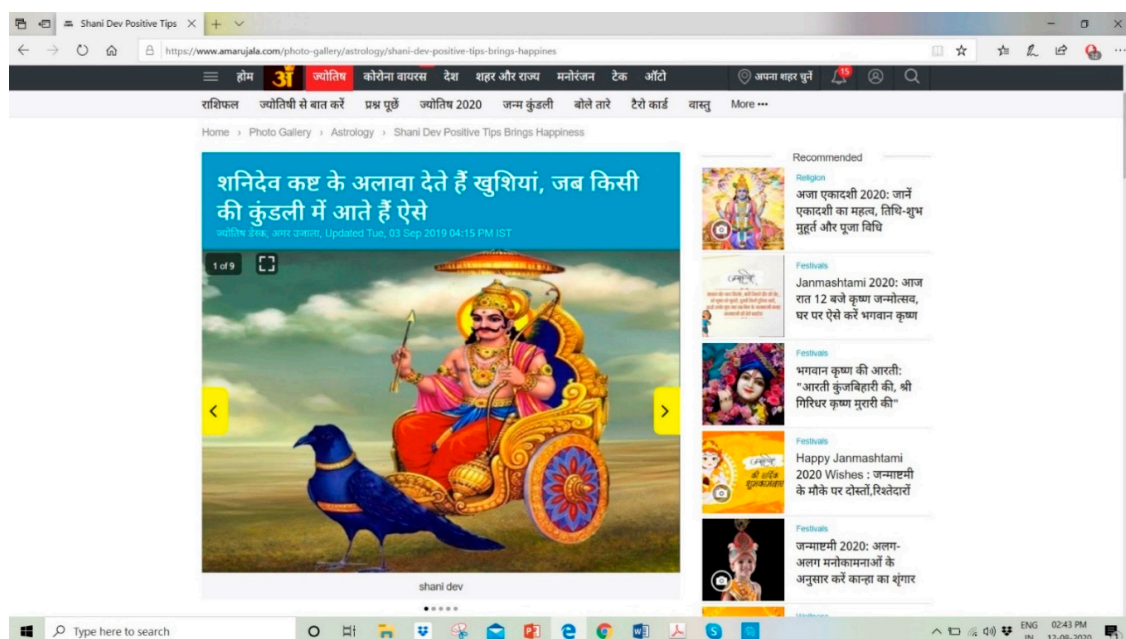 Shani Dev Positive Tips
https://www.amarujala.com/photo-gallery/astrology/shani-dev-positive-tips-brings-happines
होम
ज्योतिष
कोरोना वायरस
देश
शहर और राज्य
मनोरंजन
टेक
ऑटो
अपना शहर चुनें
15
राशिफल
ज्योतिषी से बात करें
प्रश्न पूछें
ज्योतिष 2020
जन्म कुंडली
बोले तारे
टैरो कार्ड
वास्तु
More •••
Home > Photo Gallery > Astrology > Shani Dev Positive Tips Brings Happiness
शनिदेव कष्ट के अलावा देते हैं खुशियां, जब किसी
की कुंडली में आते हैं ऐसे
ज्योतिष डेस्क, अमर उजाला, Updated Tue, 03 Sep 2019 04:15 PM IST
1 of 9
shani dev
Recommended
Religion
अजा एकादशी 2020: जानें
एकादशी का महत्व, तिथि-शुभ
मुहूर्त और पूजा विधि
Festivals
Janmashtami 2020: आज
रात 12 बजे कृष्ण जन्मोत्सव,
घर पर ऐसे करें भगवान कृष्ण
Festivals
भगवान कृष्ण की आरती:
"आरती कुंजबिहारी की, श्री
गिरिधर कृष्ण मुरारी की"
Festivals
Happy Janmashtami
2020 Wishes : जन्माष्टमी
के मौके पर दोस्तों,रिश्तेदारों
Festivals
जन्माष्टमी 2020: अलग-
अलग मनोकामनाओं के
अनुसार करें कान्हा का शृंगार
Type here to search
ENG
IN
02:43 PM
12-08-2020